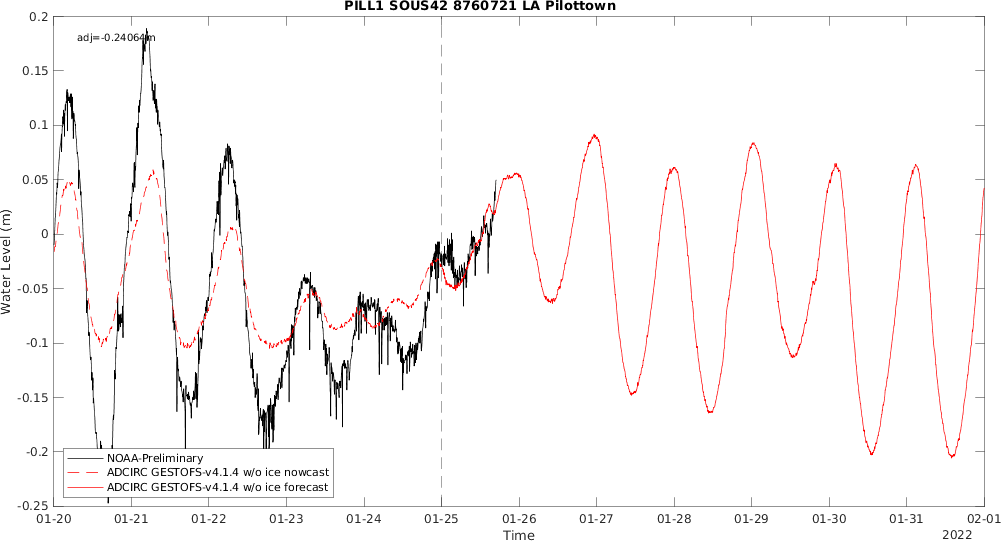 PILL1 SOUS42 8760721 LA Pilottown
adj=-0.24064m
Water Level (m)
0.2
0.15
0.1
0.05
0
-0.05
-0.1
-0.15
-0.2
-0.25
NOAA-Preliminary
ADCIRC GESTOFS-v4.1.4 w/o ice nowcast
ADCIRC GESTOFS-v4.1.4 w/o ice forecast
01-20 01-21 01-22 01-23 01-24 01-25 01-26 01-27 01-28 01-29 01-30 01-31 02-01
Time
2022